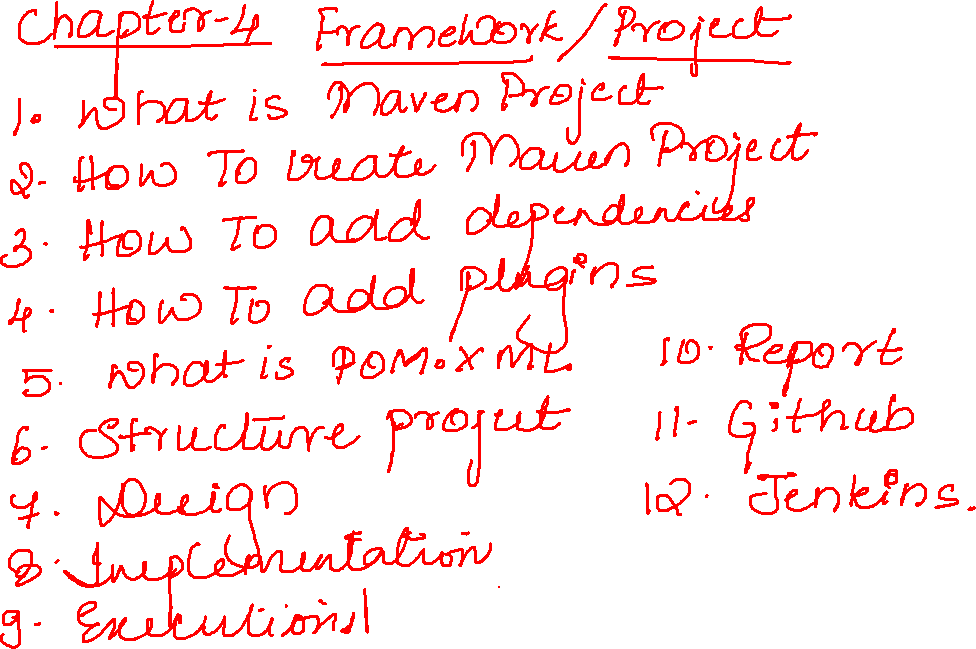 Chapter-4 Framework/Project
1. What is Maven Project
2. How To create Maven Project
3. How To add dependencies
4. How To add plugins
5. what is POM.XML
6. Structure project
7. Design
8. Implementation
9. Executions
10. Report
11- Github
12. Jenkins.